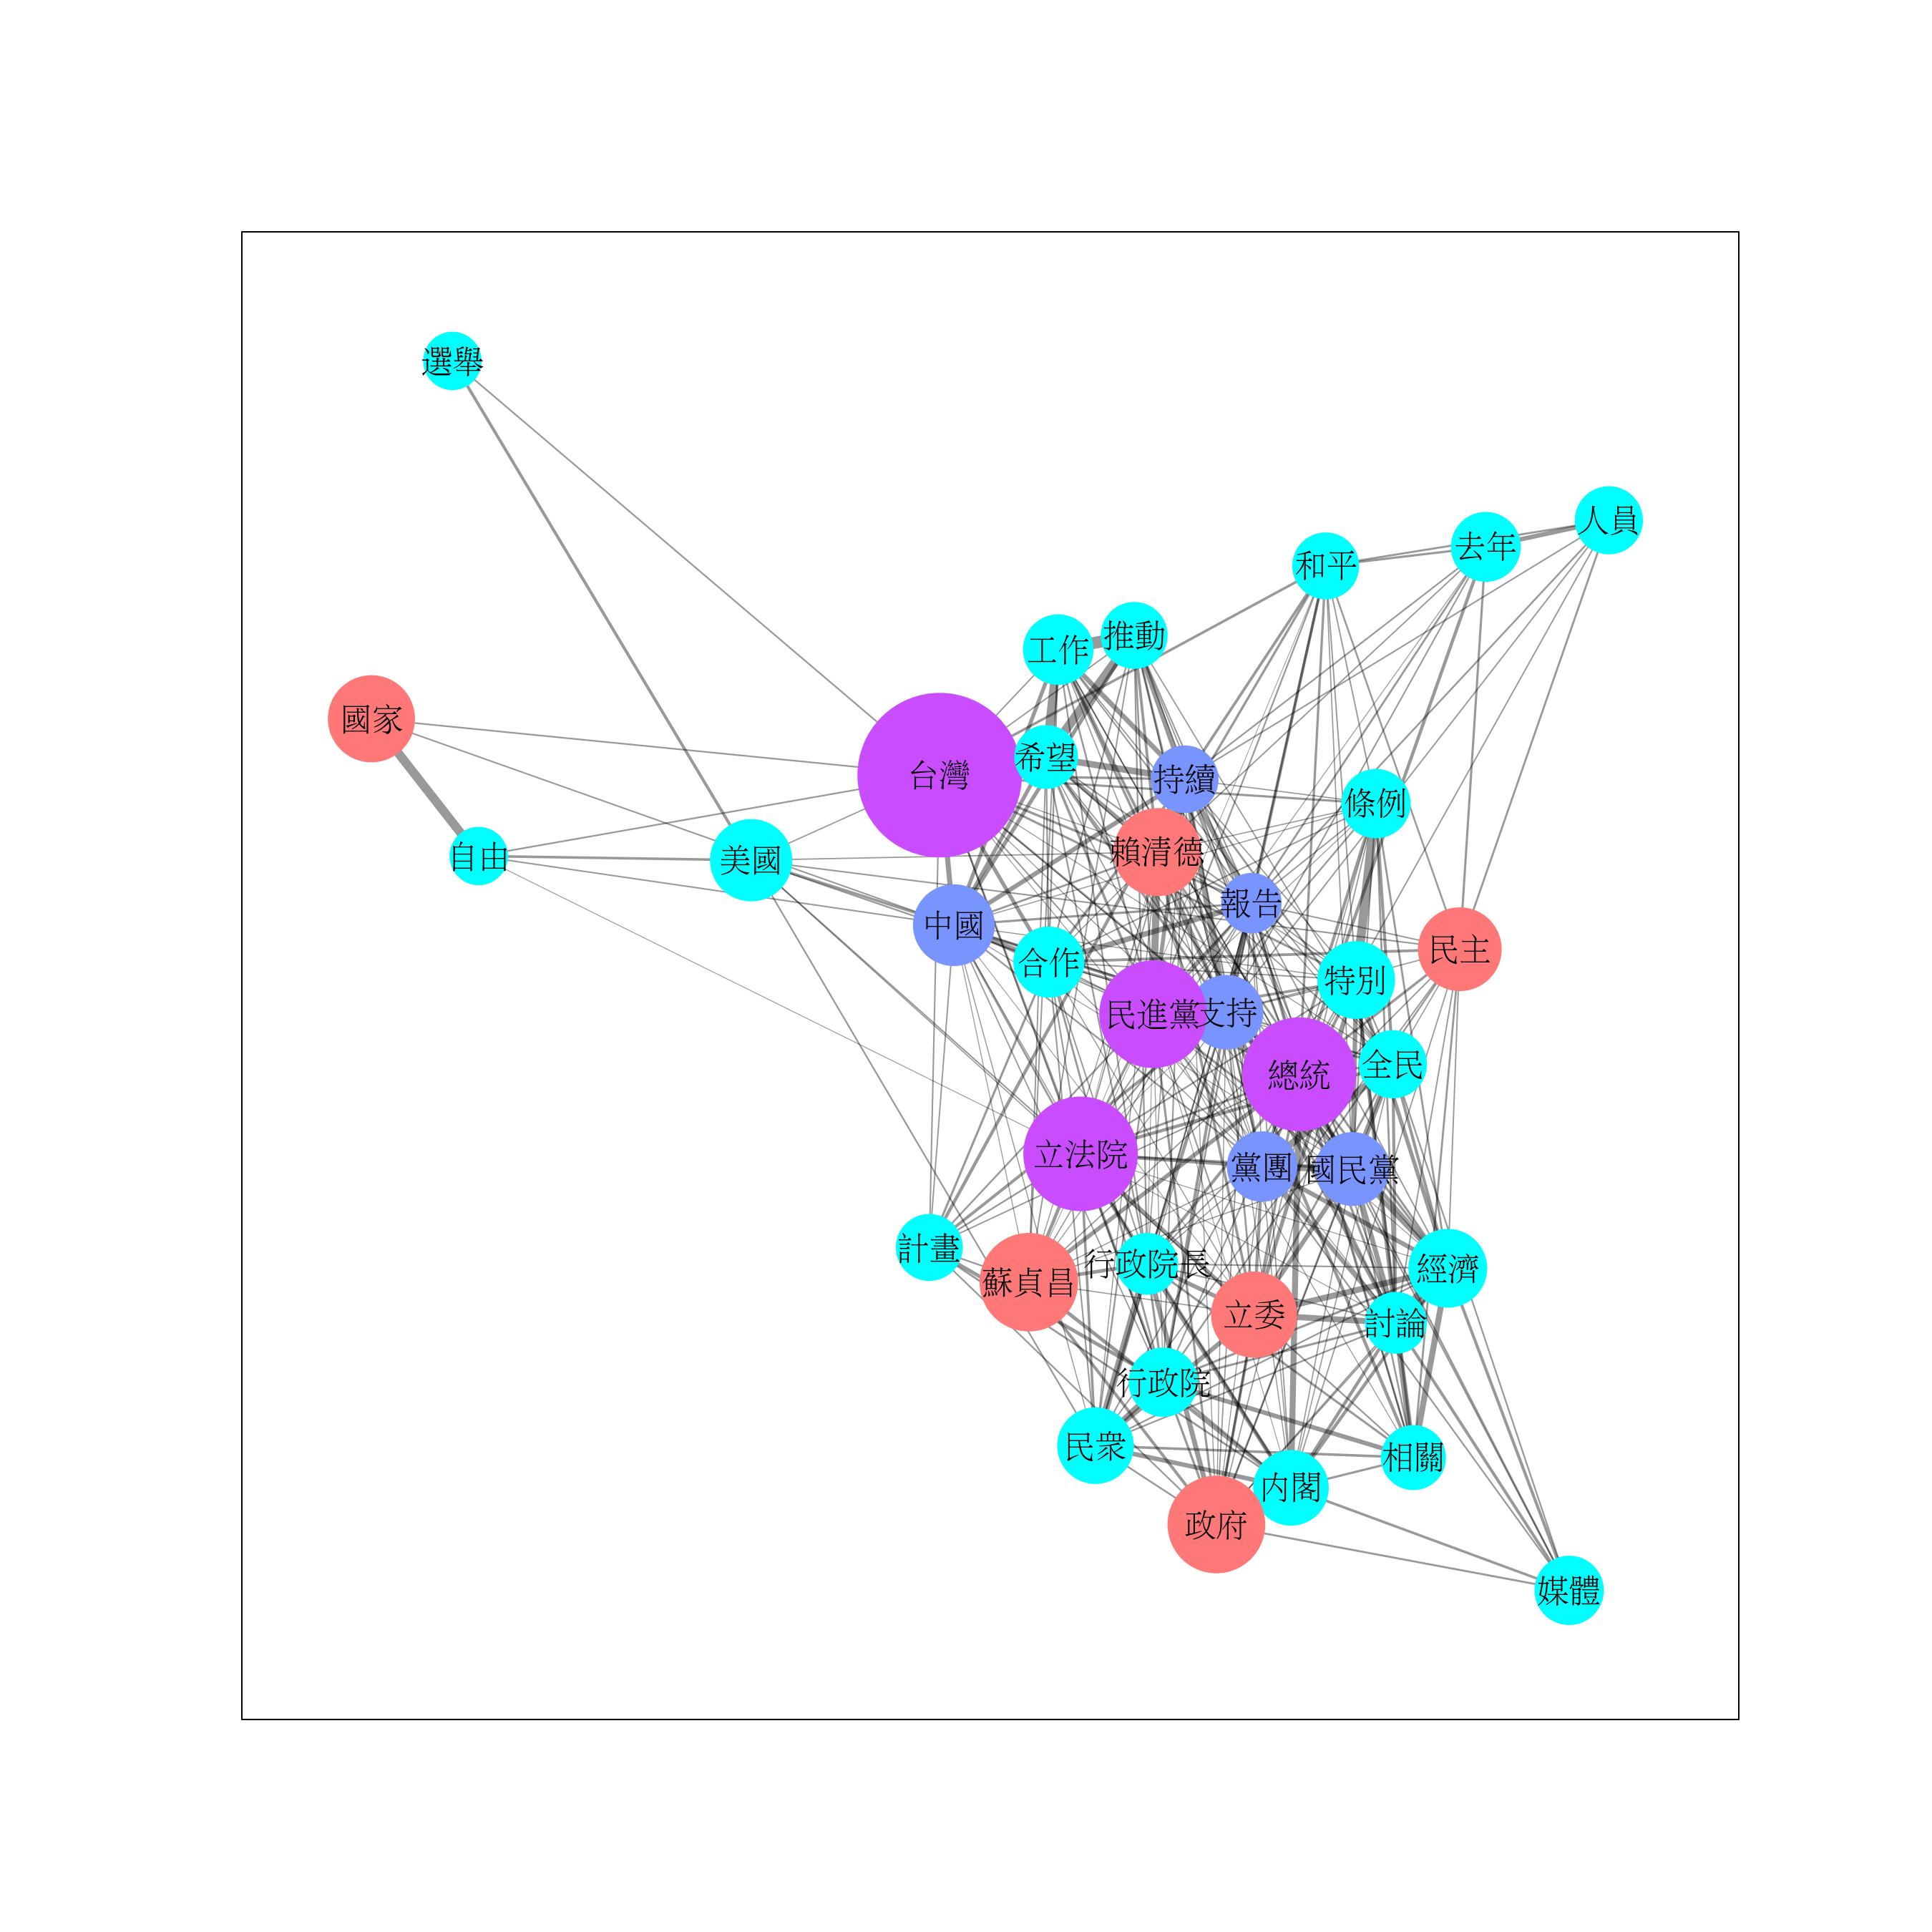 選舉
人員
去年
和平
推動
工作
國家
希望
台灣
持續
條例
賴清德
自由
美國
報告
中國
民主
合作
特別
支持
民進黨
全民
總統
立法院
黨團
國民黨
計畫
行政院長
經濟
蘇貞昌
立委
討論
行政院
民眾
相關
內閣
政府
媒體